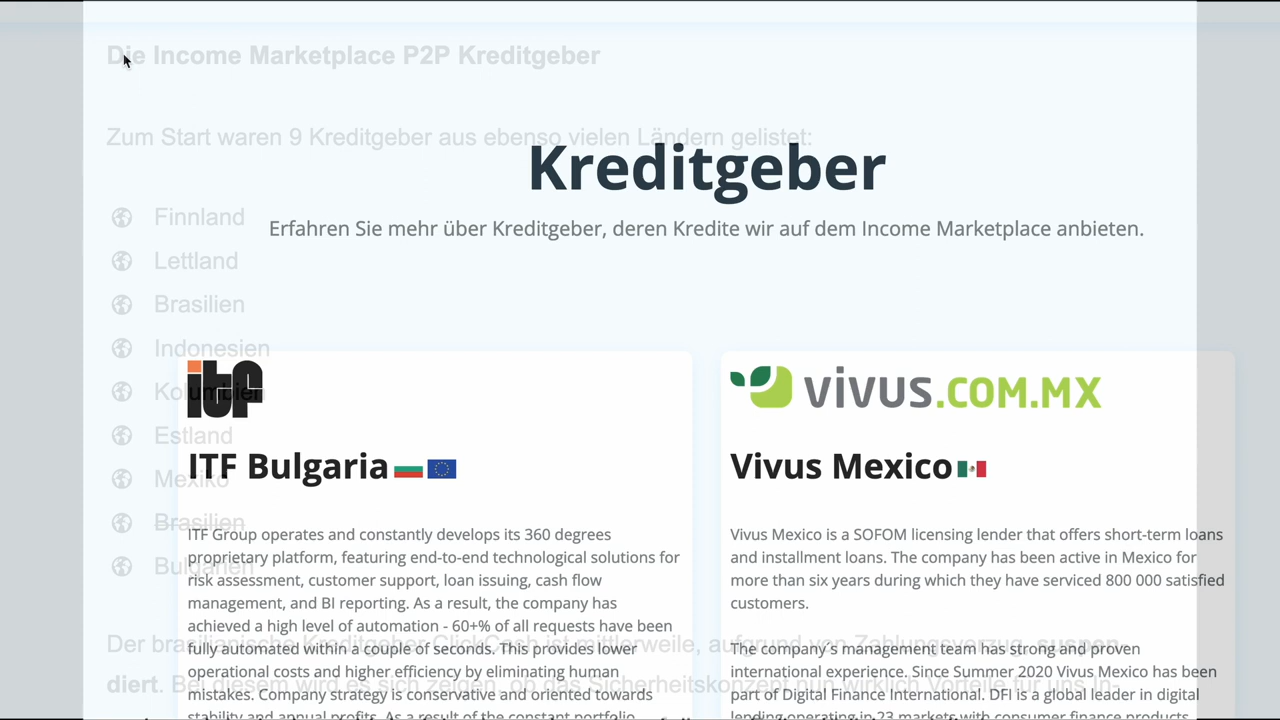 Die Income Marketplace P2P Kreditgeber
Zum Start waren 9 Kreditgeber aus ebenso vielen Ländern gelistet:
Kreditgeber
Erfahren Sie mehr über Kreditgeber, deren Kredite wir auf dem Income Marketplace anbieten.
Finnland
Lettland
Brasilien
Indonesien
Kolumbien
Estland
Mexiko
Brasilien
Bulgarien
itf
ITF Bulgaria
ITF Group operates and constantly develops its 360 degrees
proprietary platform, featuring end-to-end technological solutions for
risk assessment, customer support, loan issuing, cash flow
management, and BI reporting. As a result, the company has
achieved a high level of automation - 60+% of all requests have been
fully automated within a couple of seconds. This provides lower
operational costs and higher efficiency by eliminating human
mistakes. Company strategy is conservative and oriented towards
stability and annual profits. As a result of the constant portfolio
vivus.COM.MX
Vivus Mexico
Vivus Mexico is a SOFOM licensing lender that offers short-term loans
and installment loans. The company has been active in Mexico for
more than six years during which they have serviced 800 000 satisfied
customers.
The company's management team has strong and proven
international experience. Since Summer 2020 Vivus Mexico has been
part of Digital Finance International. DFI is a global leader in digital
lending operating in 23 markets with consumer finance products
Der brasilianische Kreditgeber ClickCash ist mittlerweile, aufgrund von Zahlungsverzug, suspen-
diert. Bei diesem wird es sich zeigen, ob das Sicherheitskonzept nun wirklich Vorteile für uns In-